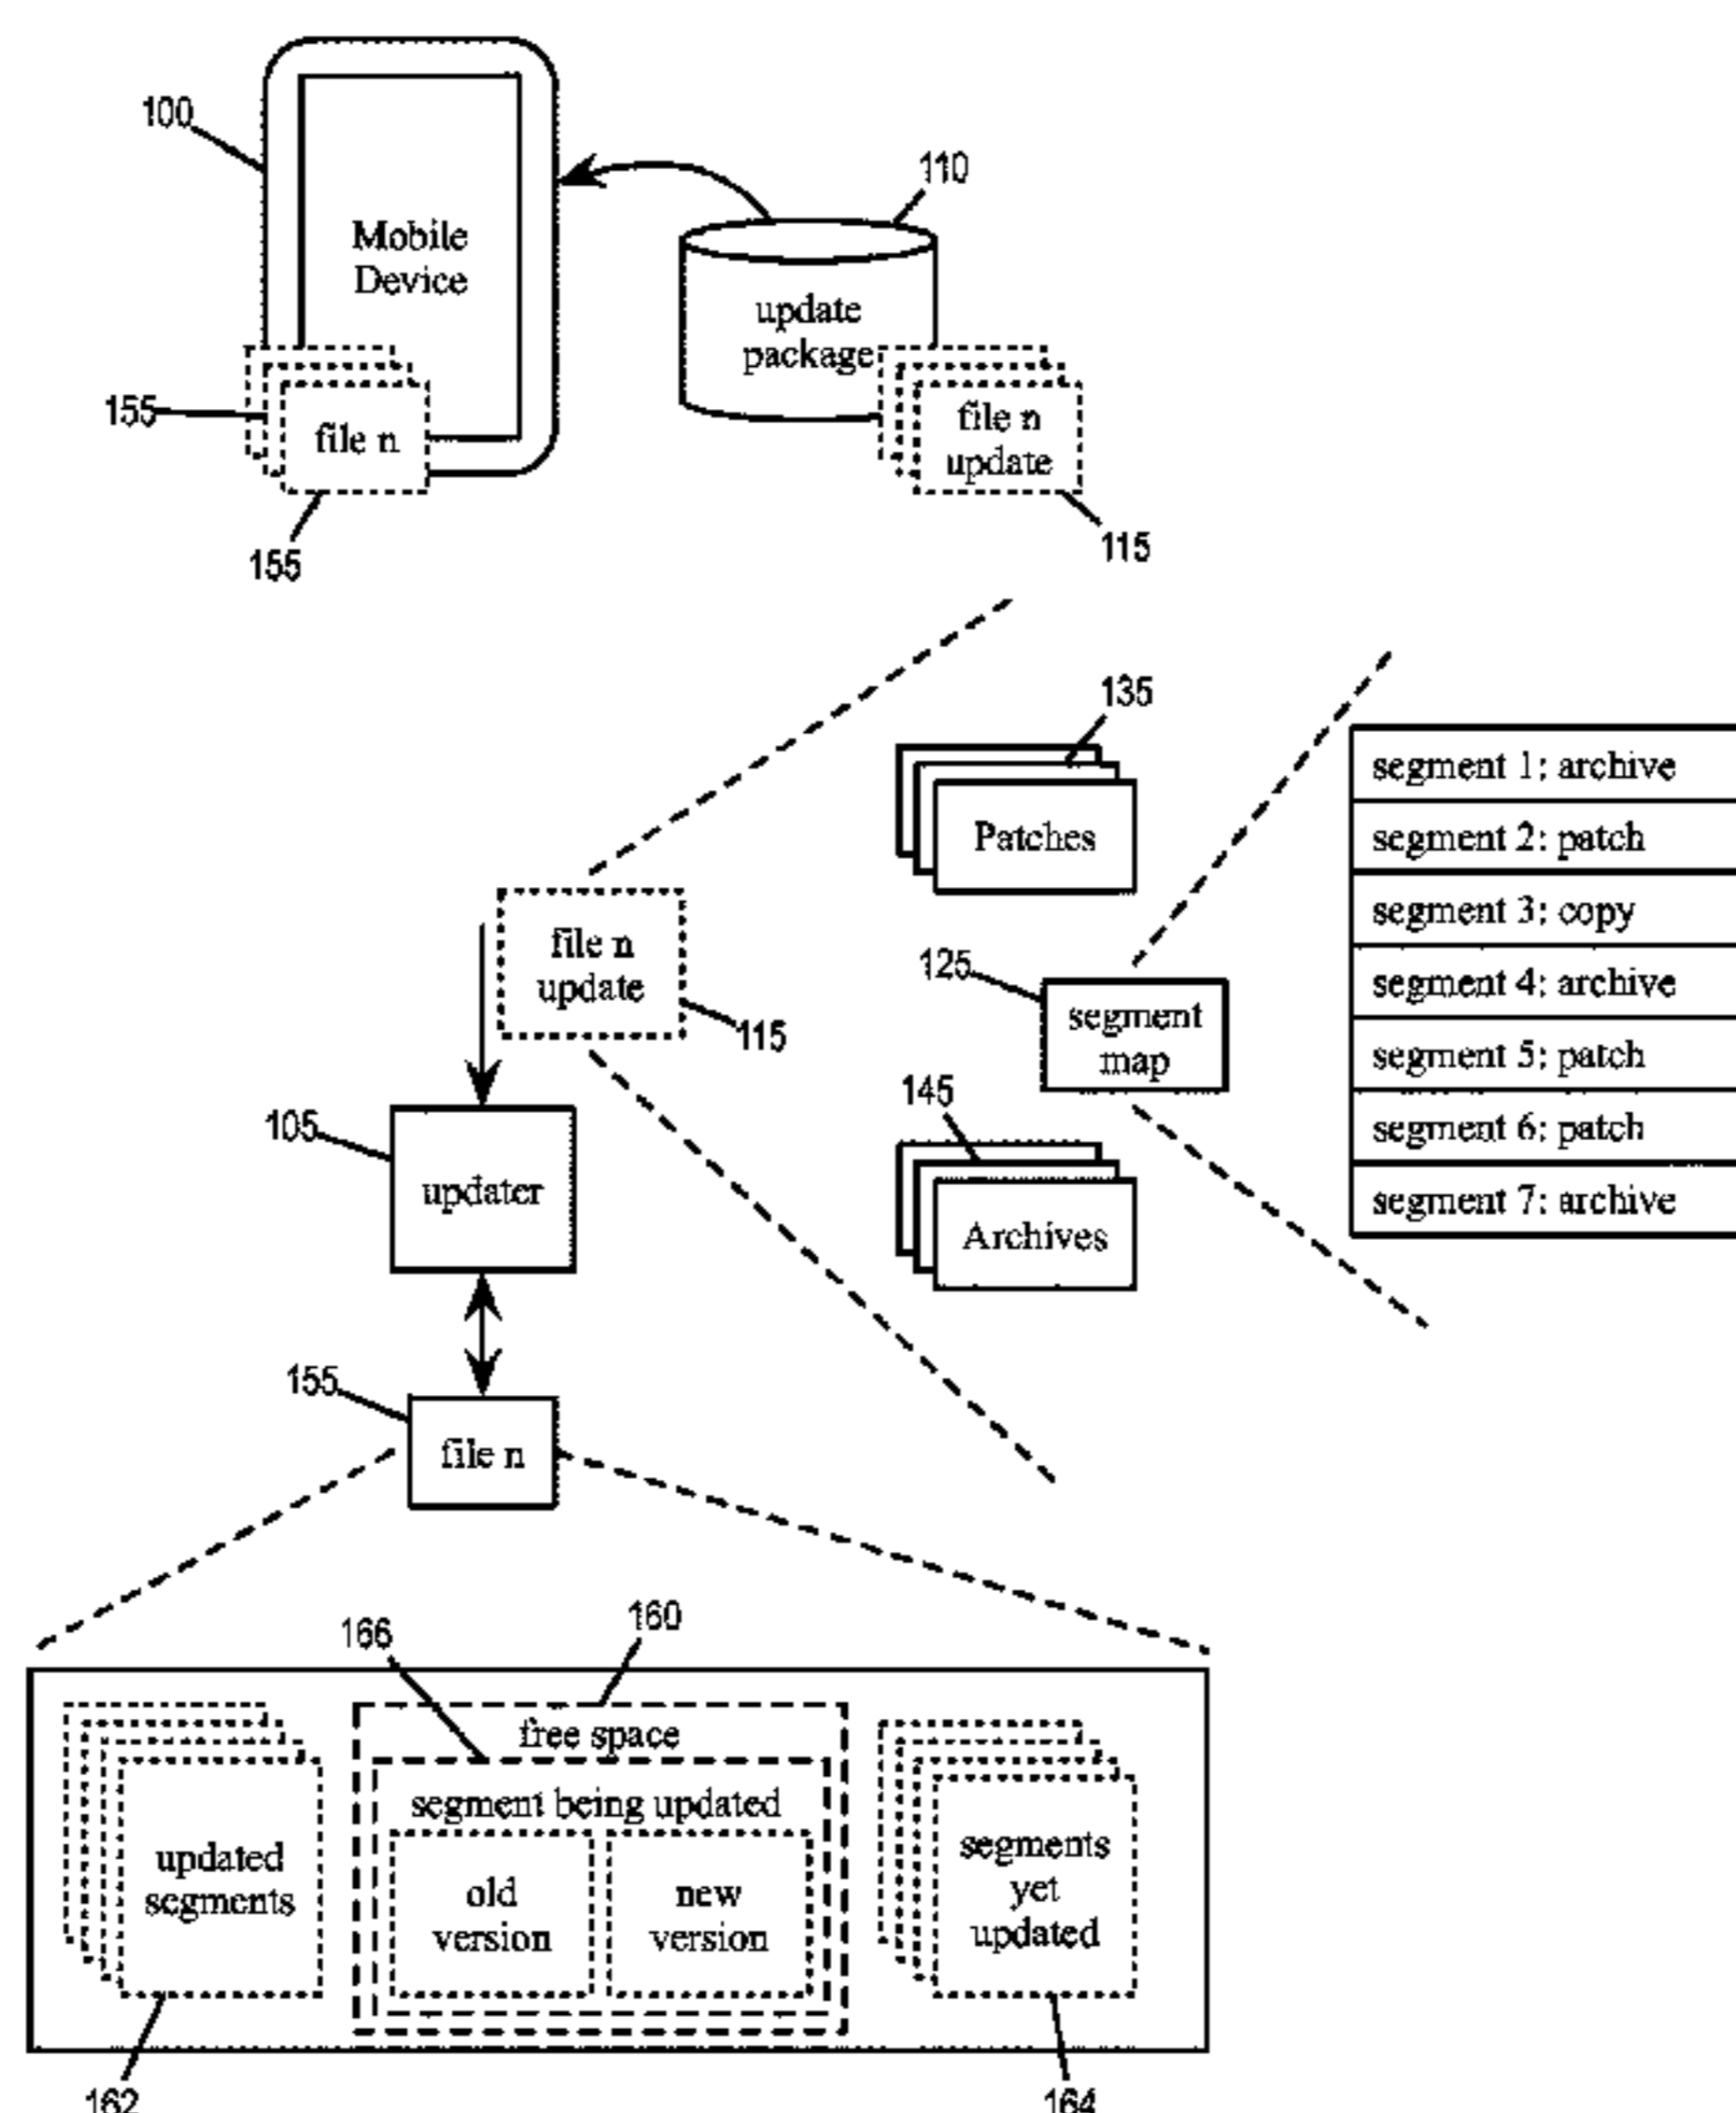 100
Mobile
Device
110
update
package
155
file n
155
file n
update
115
135
Patches
segment 1: archive
segment 2: patch
segment 3: copy
segment 4: archive
segment 5: patch
segment 6: patch
segment 7: archive
file n
update
115
125
segment
map
145
Archives
105
updater
155
file n
166
160
free space
segment being updated
old
version
new
version
updated
segments
segments
yet
updated
162
164